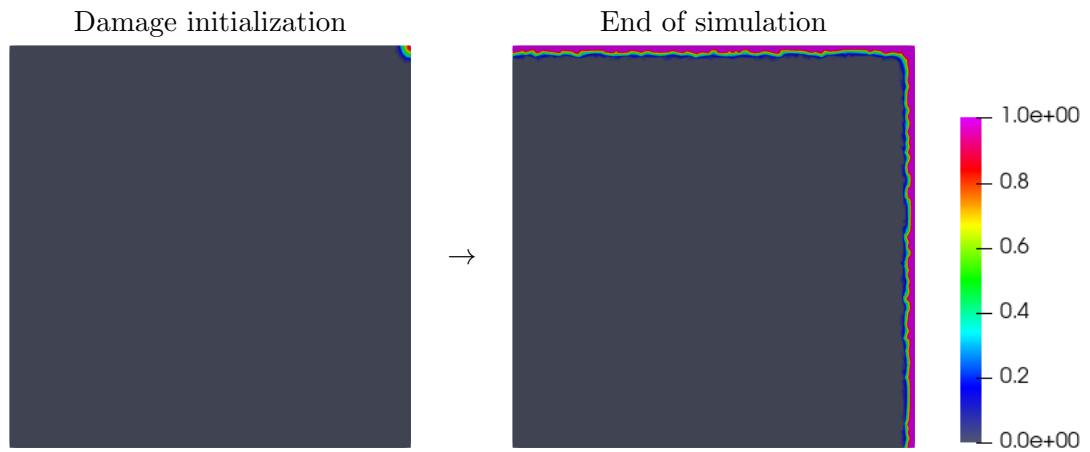 Damage initialization
End of simulation
→
1.0e+00
0.8
0.6
0.4
0.2
0.0e+00